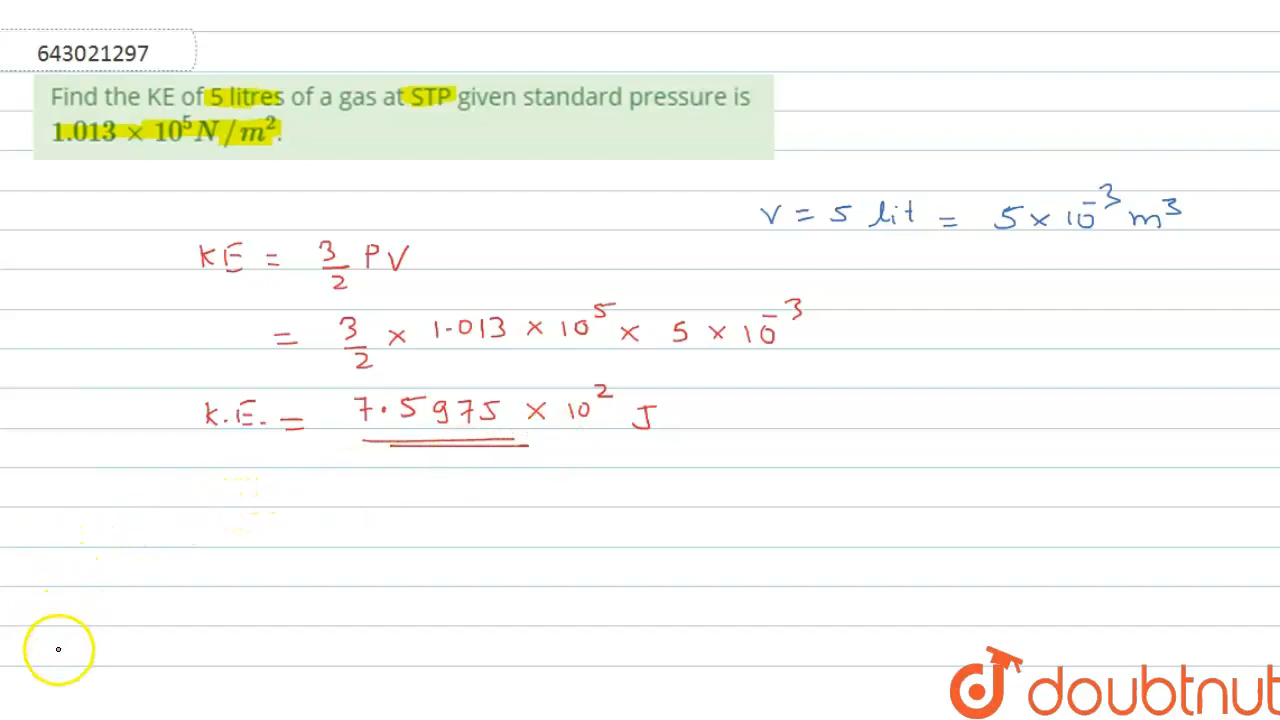 643021297
Find the KE of 5 litres of a gas at STP given standard pressure is
1.013 × 10⁵ N/m².
V = 5 lit = 5 × 10⁻³ m³
KE = 3/2 PV
= 3/2 × 1.013 × 10⁵ × 5 × 10⁻³
K.E. = 7.5975 × 10² J
doubtnut